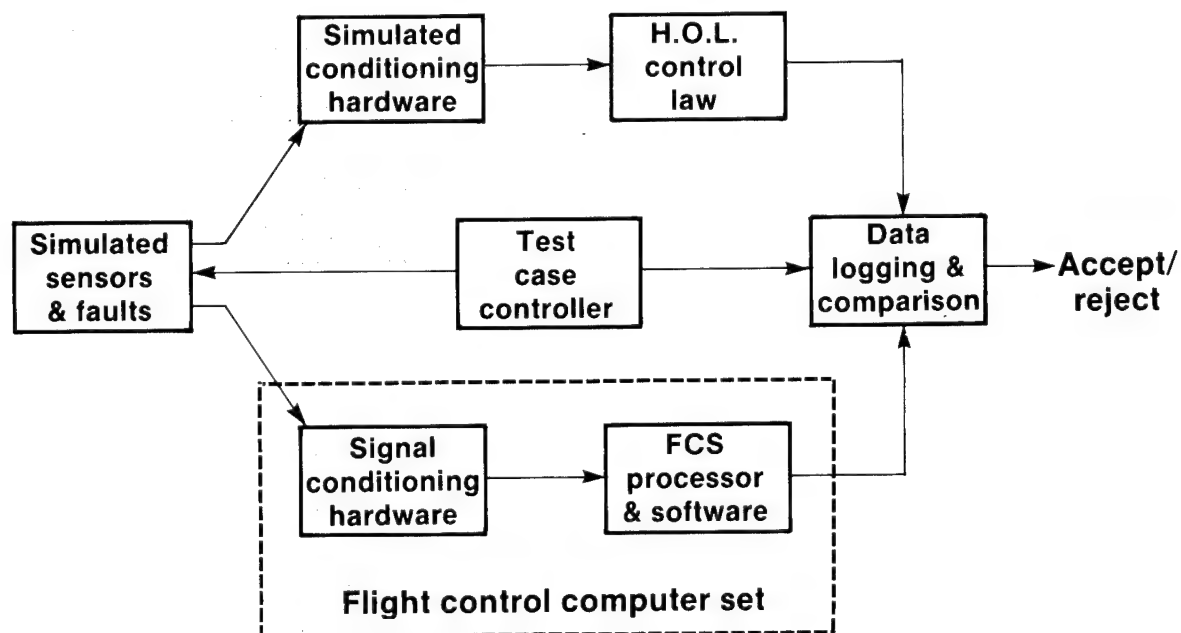 Simulated
conditioning
hardware
H.O.L.
control
law
Simulated
sensors
& faults
Test
case
controller
Data
logging &
comparison
Accept/
reject
Signal
conditioning
hardware
FCS
processor
& software
Flight control computer set